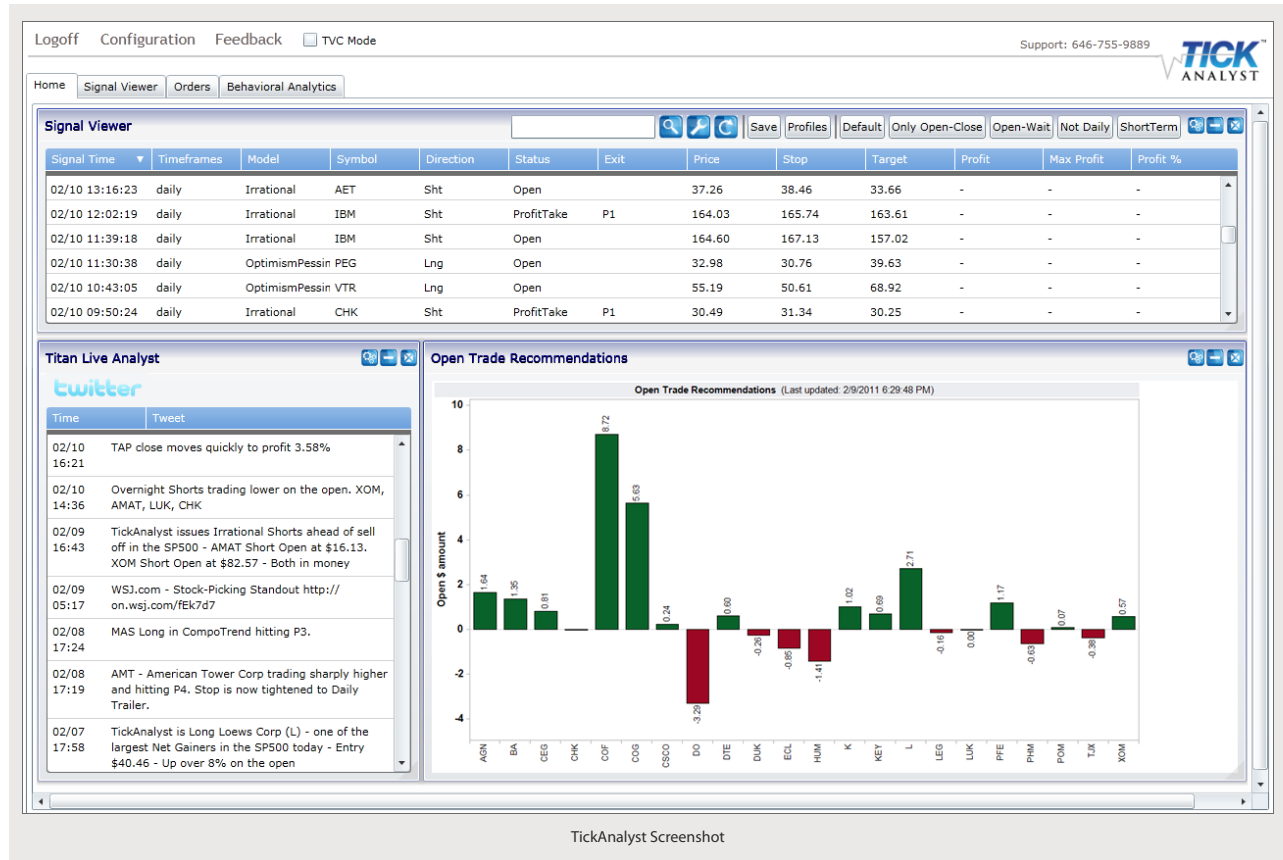 Logoff Configuration Feedback TVC Mode
Support: 646-755-9889
TICK™
ANALYST
Home Signal Viewer Orders Behavioral Analytics
Signal Viewer Save Profiles Default Only Open-Close Open-Wait Not Daily ShortTerm
Signal Time Timeframes Model Symbol Direction Status Exit Price Stop Target Profit Max Profit Profit %
02/10 13:16:23 daily Irrational AET Sht Open 37.26 38.46 33.66 - - -
02/10 12:02:19 daily Irrational IBM Sht ProfitTake P1 164.03 165.74 163.61 - - -
02/10 11:39:18 daily Irrational IBM Sht Open 164.60 167.13 157.02 - - -
02/10 11:30:38 daily OptimismPessin PEG Lng Open 32.98 30.76 39.63 - - -
02/10 10:43:05 daily OptimismPessin VTR Lng Open 55.19 50.61 68.92 - - -
02/10 09:50:24 daily Irrational CHK Sht ProfitTake P1 30.49 31.34 30.25 - - -
Titan Live Analyst
twitter
Time Tweet
02/10 TAP close moves quickly to profit 3.58%
16:21
02/10 Overnight Shorts trading lower on the open. XOM,
14:36 AMAT, LUK, CHK
02/09 TickAnalyst issues Irrational Shorts ahead of sell
16:43 off in the SP500 - AMAT Short Open at $16.13.
XOM Short Open at $82.57 - Both in money
02/09 WSJ.com - Stock-Picking Standout http://
05:17 on.wsj.com/fEk7d7
02/08 MAS Long in CompoTrend hitting P3.
17:24
02/08 AMT - American Tower Corp trading sharply higher
17:19 and hitting P4. Stop is now tightened to Daily
Trailer.
02/07 TickAnalyst is Long Loews Corp (L) - one of the
17:58 largest Net Gainers in the SP500 today - Entry
$40.46 - Up over 8% on the open
Open Trade Recommendations
Open Trade Recommendations (Last updated: 2/9/2011 6:29:48 PM)
Open $ amount
10
8
6
4
2
0
-2
-4
1.64 1.35 0.81 8.72 5.63 0.24 -3.29 0.60 -0.26 -0.85 -1.41 1.02 0.69 2.71 -0.16 0.00 1.17 -0.63 0.07 -0.38 0.57
AGN BA CEG CHK COF COG CSCO DO DTE DUK ECL HUM K KEY L LEG LUK PFE PHM POM TJX XOM
TickAnalyst Screenshot